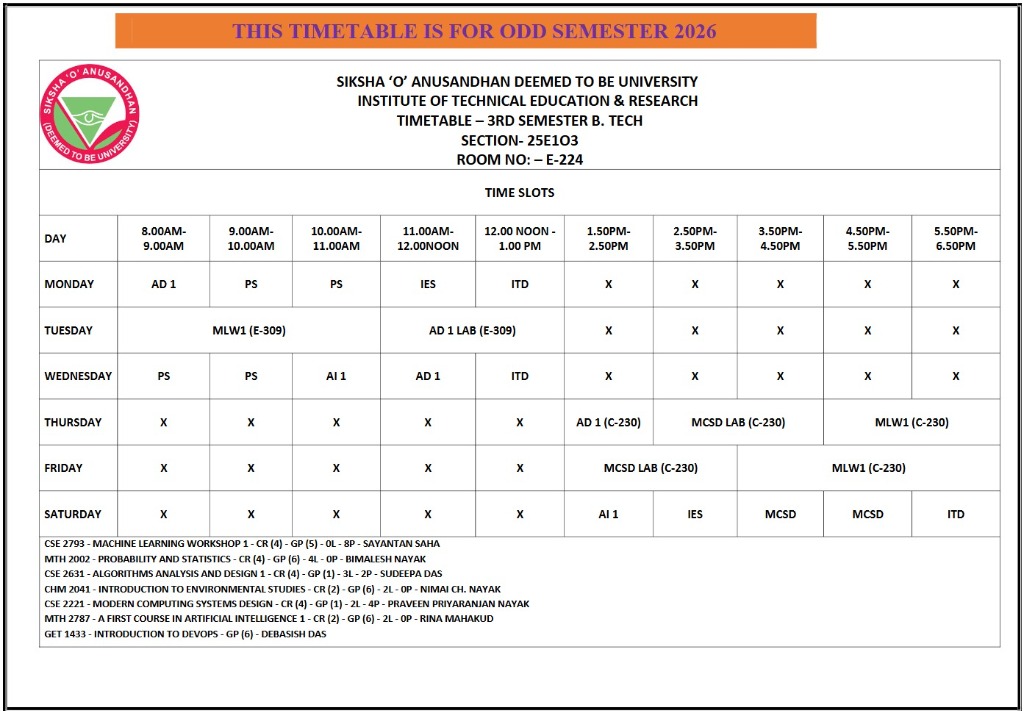 THIS TIMETABLE IS FOR ODD SEMESTER 2026
SIKSHA 'O' ANUSANDHAN
(DEEMED TO BE UNIVERSITY)
SIKSHA ‘O’ ANUSANDHAN DEEMED TO BE UNIVERSITY
INSTITUTE OF TECHNICAL EDUCATION & RESEARCH
TIMETABLE – 3RD SEMESTER B. TECH
SECTION- 25E1O3
ROOM NO: – E-224
TIME SLOTS
DAY 8.00AM-9.00AM 9.00AM-10.00AM 10.00AM-11.00AM 11.00AM-12.00NOON 12.00 NOON - 1.00 PM 1.50PM-2.50PM 2.50PM-3.50PM 3.50PM-4.50PM 4.50PM-5.50PM 5.50PM-6.50PM
MONDAY AD 1 PS PS IES ITD X X X X X
TUESDAY MLW1 (E-309) AD 1 LAB (E-309) X X X X X
WEDNESDAY PS PS AI 1 AD 1 ITD X X X X X
THURSDAY X X X X X AD 1 (C-230) MCSD LAB (C-230) MLW1 (C-230)
FRIDAY X X X X X MCSD LAB (C-230) MLW1 (C-230)
SATURDAY X X X X X AI 1 IES MCSD MCSD ITD
CSE 2793 - MACHINE LEARNING WORKSHOP 1 - CR (4) - GP (5) - 0L - 8P - SAYANTAN SAHA
MTH 2002 - PROBABILITY AND STATISTICS - CR (4) - GP (6) - 4L - 0P - BIMALESH NAYAK
CSE 2631 - ALGORITHMS ANALYSIS AND DESIGN 1 - CR (4) - GP (1) - 3L - 2P - SUDEEPA DAS
CHM 2041 - INTRODUCTION TO ENVIRONMENTAL STUDIES - CR (2) - GP (6) - 2L - 0P - NIMAI CH. NAYAK
CSE 2221 - MODERN COMPUTING SYSTEMS DESIGN - CR (4) - GP (1) - 2L - 4P - PRAVEEN PRIYARANJAN NAYAK
MTH 2787 - A FIRST COURSE IN ARTIFICIAL INTELLIGENCE 1 - CR (2) - GP (6) - 2L - 0P - RINA MAHAKUD
GET 1433 - INTRODUCTION TO DEVOPS - GP (6) - DEBASISH DAS